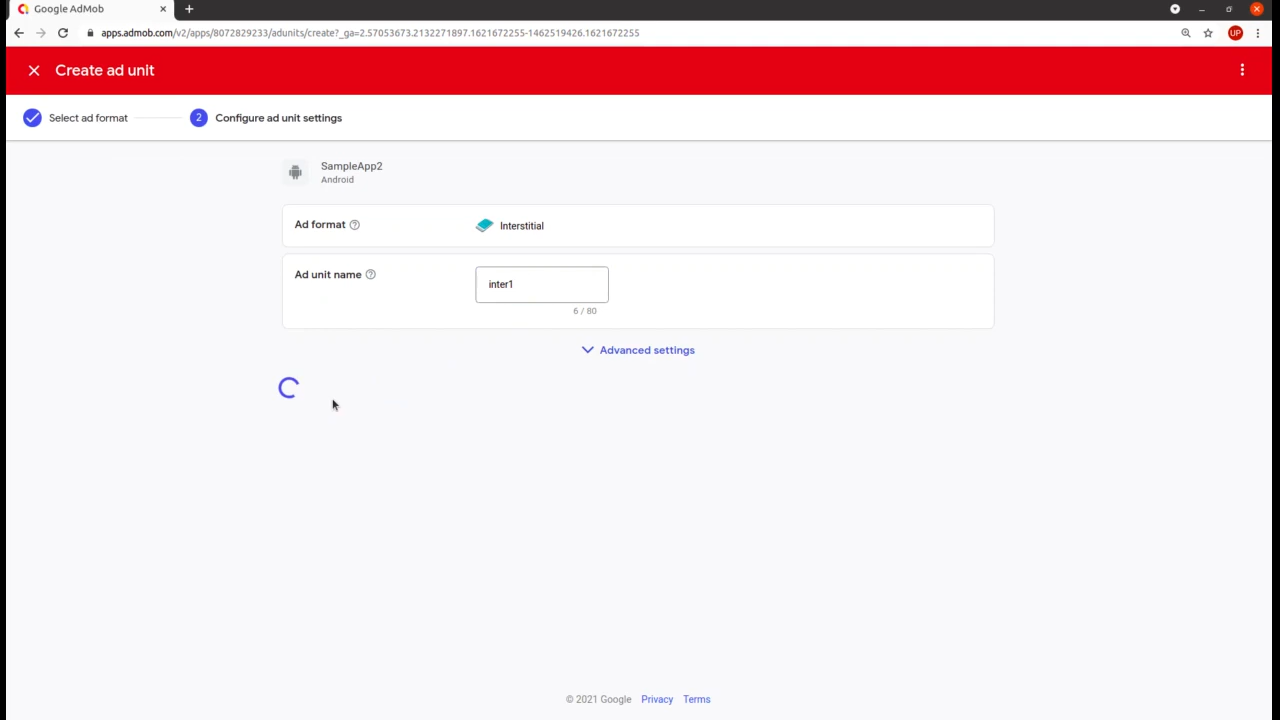 Google AdMob
apps.admob.com/v2/apps/8072829233/adunits/create?_ga=2.57053673.2132271897.1621672255-1462519426.1621672255
UP
Create ad unit
Select ad format
2 Configure ad unit settings
SampleApp2
Android
Ad format
Interstitial
Ad unit name
inter1
6 / 80
Advanced settings
© 2021 Google Privacy Terms